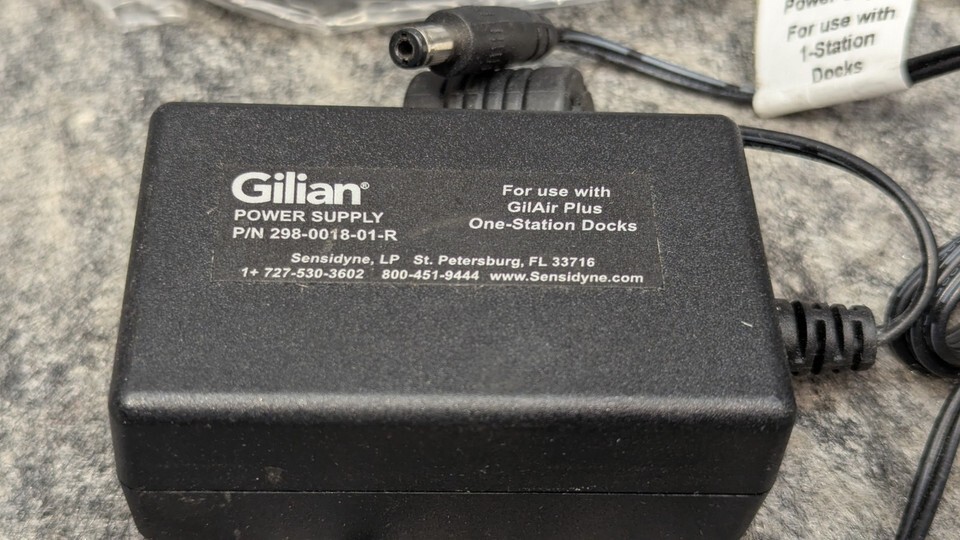 For use with
1-Station
Docks
Gilian®
POWER SUPPLY
P/N 298-0018-01-R
For use with
GilAir Plus
One-Station Docks
Sensidyne, LP St. Petersburg, FL 33716
1+ 727-530-3602 800-451-9444 www.Sensidyne.com